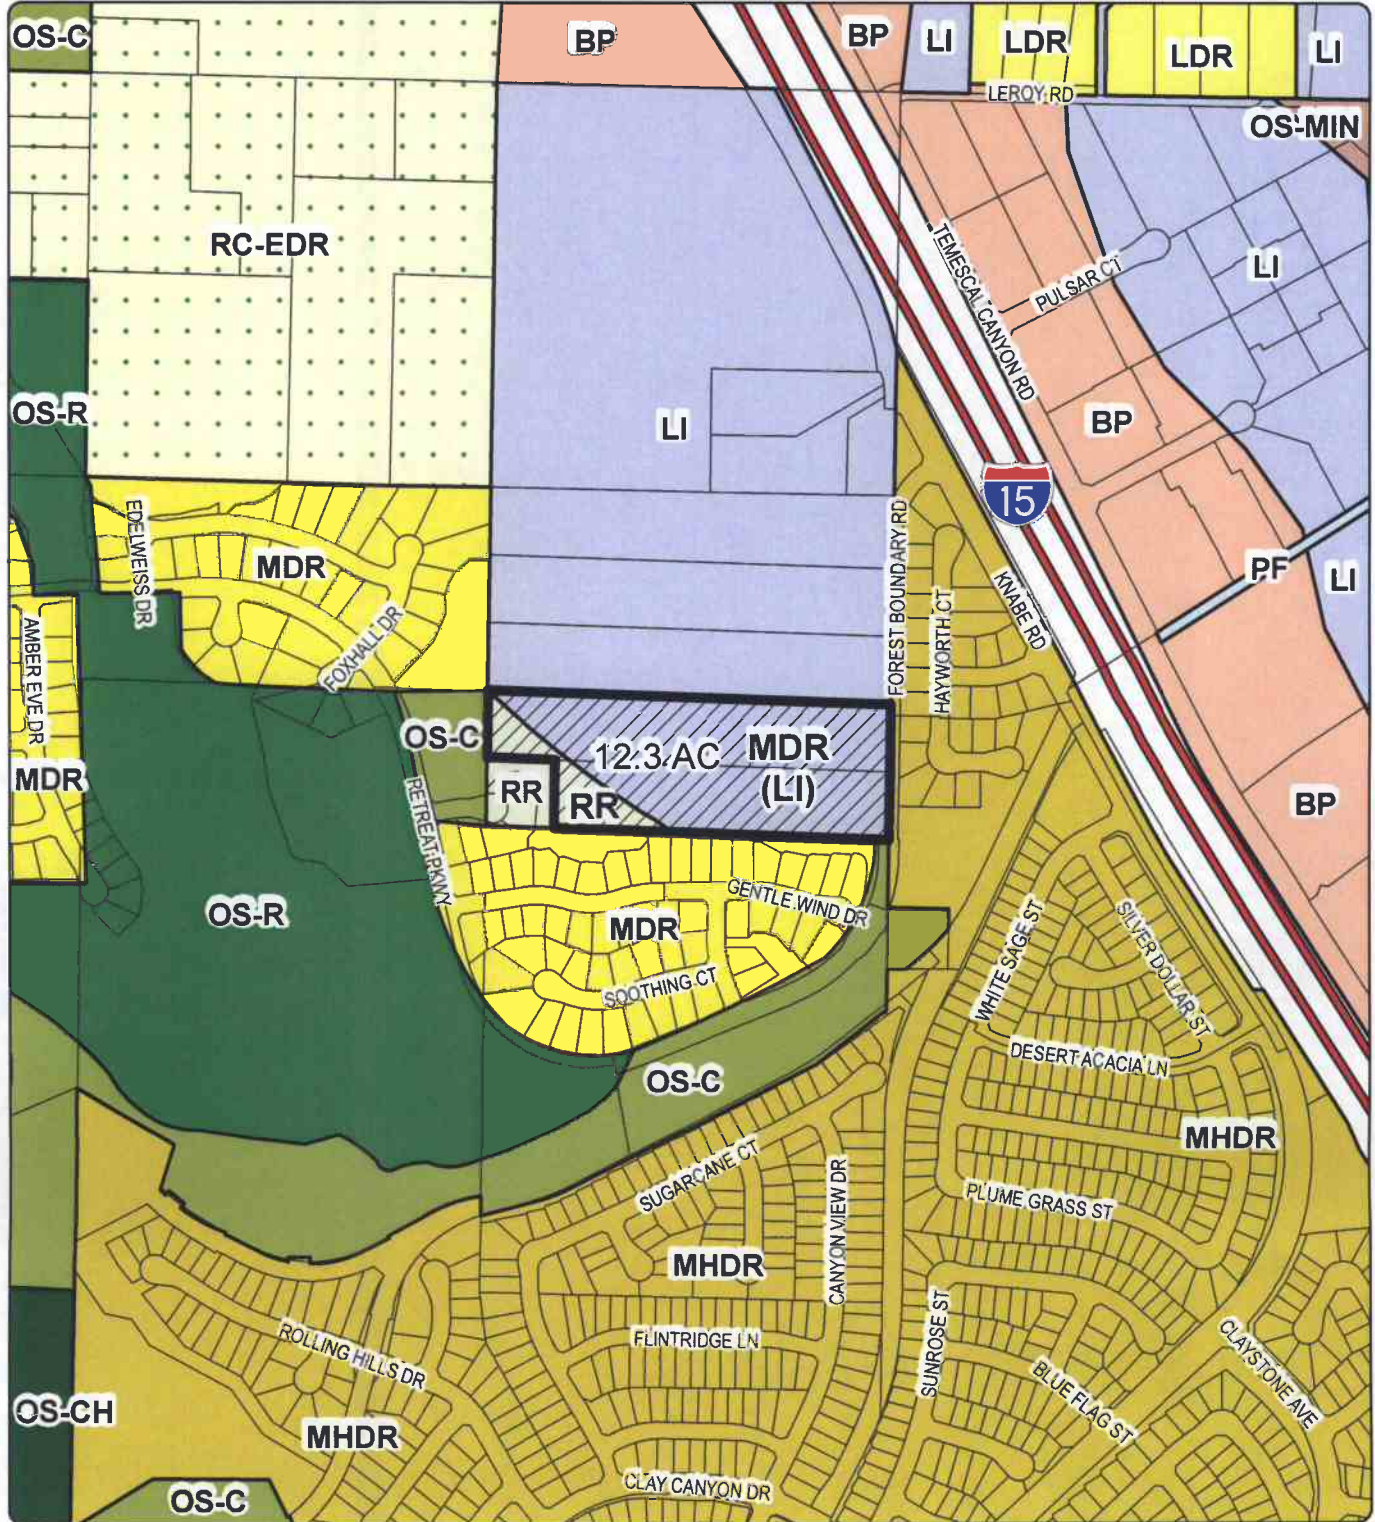 OS-C
BP
BP
LI
LDR
LDR
LI
LEROY RD
OS-MIN
RC-EDR
TEMESCAL CANYON RD
PULSAR CT
LI
OS-R
LI
BP
15
EDELWEISS DR
MDR
FOREST BOUNDARY RD
HAYWORTH CT
KNABE RD
PF
LI
AMBER EVE DR
FOXHALL DR
OS-C
12.3 AC
MDR
(LI)
MDR
RETREAT PKWY
RR
RR
BP
OS-R
MDR
GENTLE WIND DR
SOOTHING CT
WHITE SAGE ST
SILVER DOLLAR ST
DESERT ACACIA LN
OS-C
MHDR
SUGARCANE CT
CANYON VIEW DR
PLUME GRASS ST
MHDR
FLINTRIDGE LN
SUNROSE ST
ROLLING HILLS DR
BLUE FLAG ST
CLAYSTONE AVE
OS-CH
MHDR
OS-C
CLAY CANYON DR